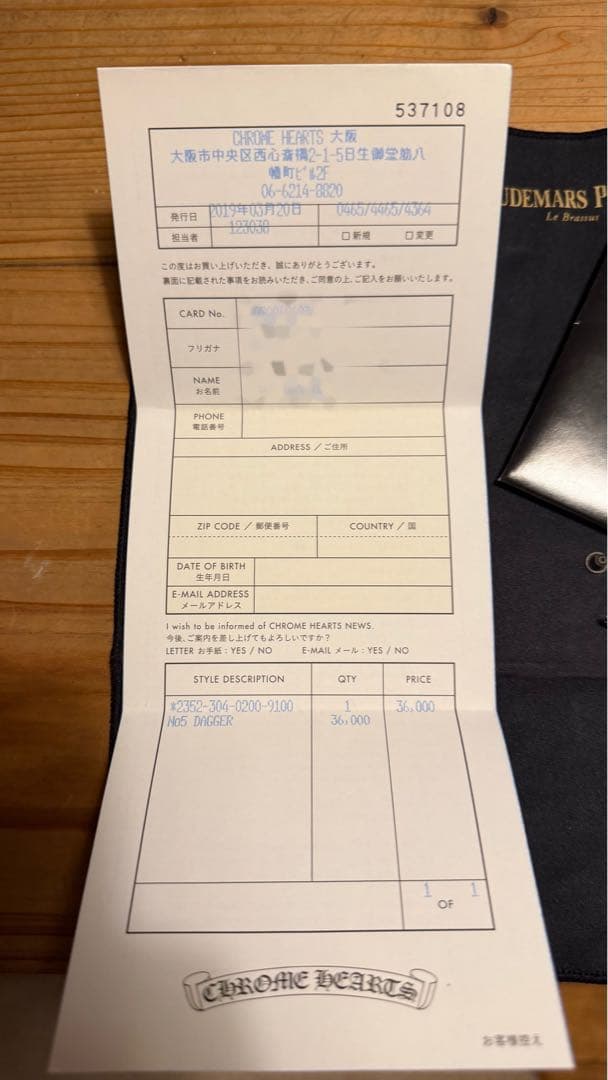 537108
CHROME HEARTS 大阪
大阪市中央区西心斎橋2-1-5日生御堂筋八
幡町ビル2F
06-6214-8820
発行日 2019年03月20日 0465/4465/4364
担当者 123038 □ 新規 □ 変更
この度はお買い上げいただき、誠にありがとうございます。
裏面に記載された事項をお読みいただき、ご同意の上、ご記入をお願いいたします。
CARD No.
フリガナ
NAME
お名前
PHONE
電話番号
ADDRESS / ご住所
ZIP CODE / 郵便番号 COUNTRY / 国
DATE OF BIRTH
生年月日
E-MAIL ADDRESS
メールアドレス
I wish to be informed of CHROME HEARTS NEWS.
今後、ご案内を差し上げてもよろしいですか?
LETTER お手紙 : YES / NO E-MAIL メール : YES / NO
STYLE DESCRIPTION QTY PRICE
*2352-304-0200-9100 1 36,000
No5 DAGGER 36,000
1 OF 1
CHROME HEARTS
お客様控え
UDEMARS P
Le Brassus